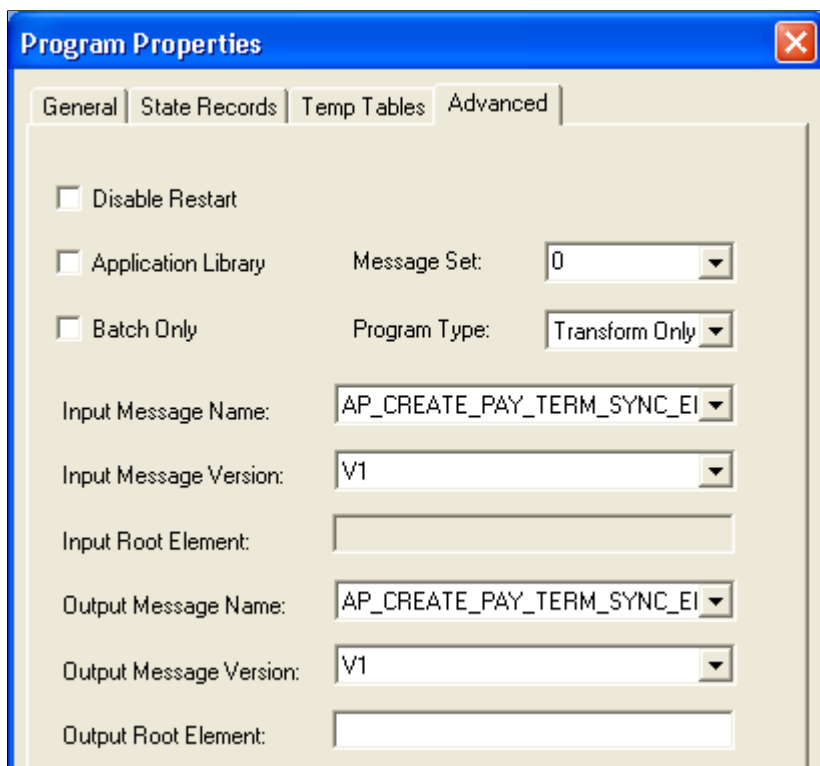 Program Properties
General State Records Temp Tables Advanced
Disable Restart
Application Library Message Set: 0
Batch Only Program Type: Transform Only
Input Message Name: AP_CREATE_PAY_TERM_SYNC_EI
Input Message Version: V1
Input Root Element:
Output Message Name: AP_CREATE_PAY_TERM_SYNC_EI
Output Message Version: V1
Output Root Element: